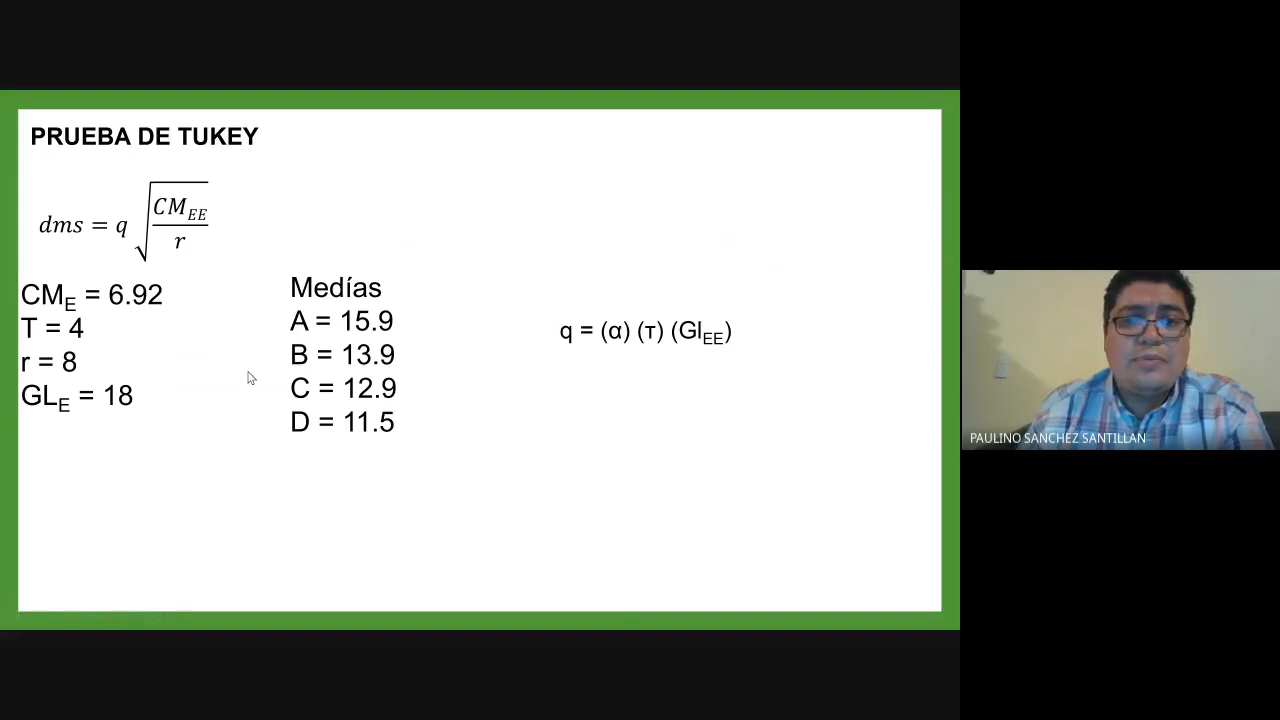 PRUEBA DE TUKEY
dms = q √(CM_EE / r)
CM_E = 6.92
T = 4
r = 8
GL_E = 18
Medías
A = 15.9
B = 13.9
C = 12.9
D = 11.5
q = (α) (τ) (Gl_EE)
PAULINO SANCHEZ SANTILLAN